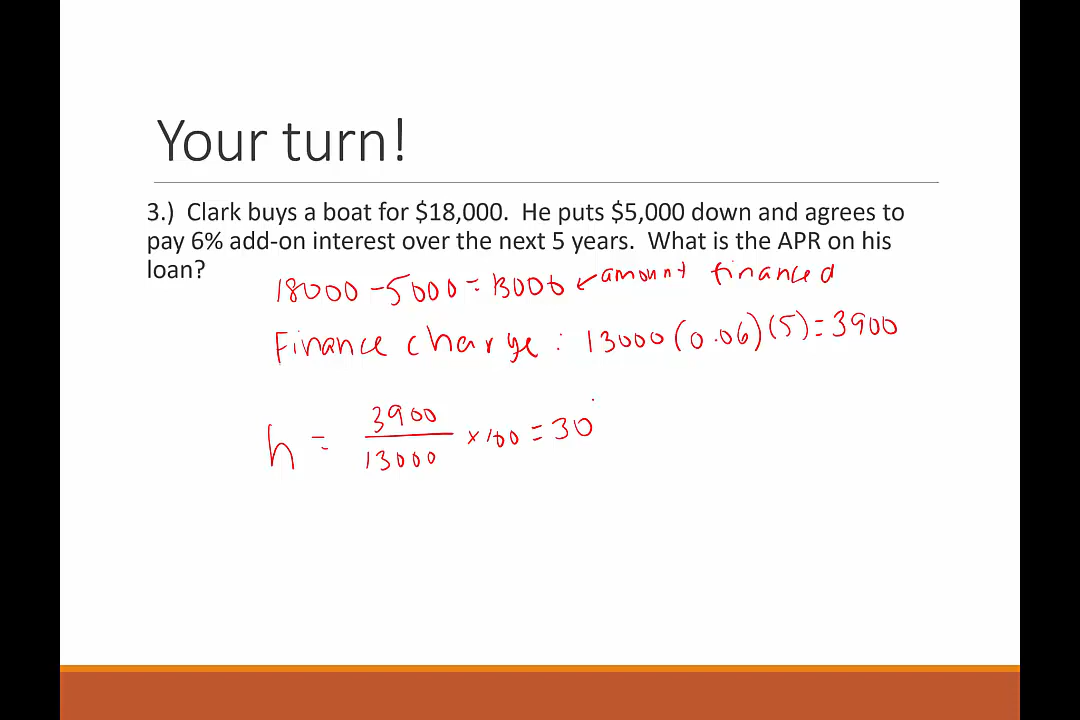 Your turn!
3.) Clark buys a boat for $18,000. He puts $5,000 down and agrees to
pay 6% add-on interest over the next 5 years. What is the APR on his
loan?
18000 - 5000 = 13000 ↙ amount financed
Finance charge : 13000 (0.06) (5) = 3900
h = 3900/13000 × 100 = 30